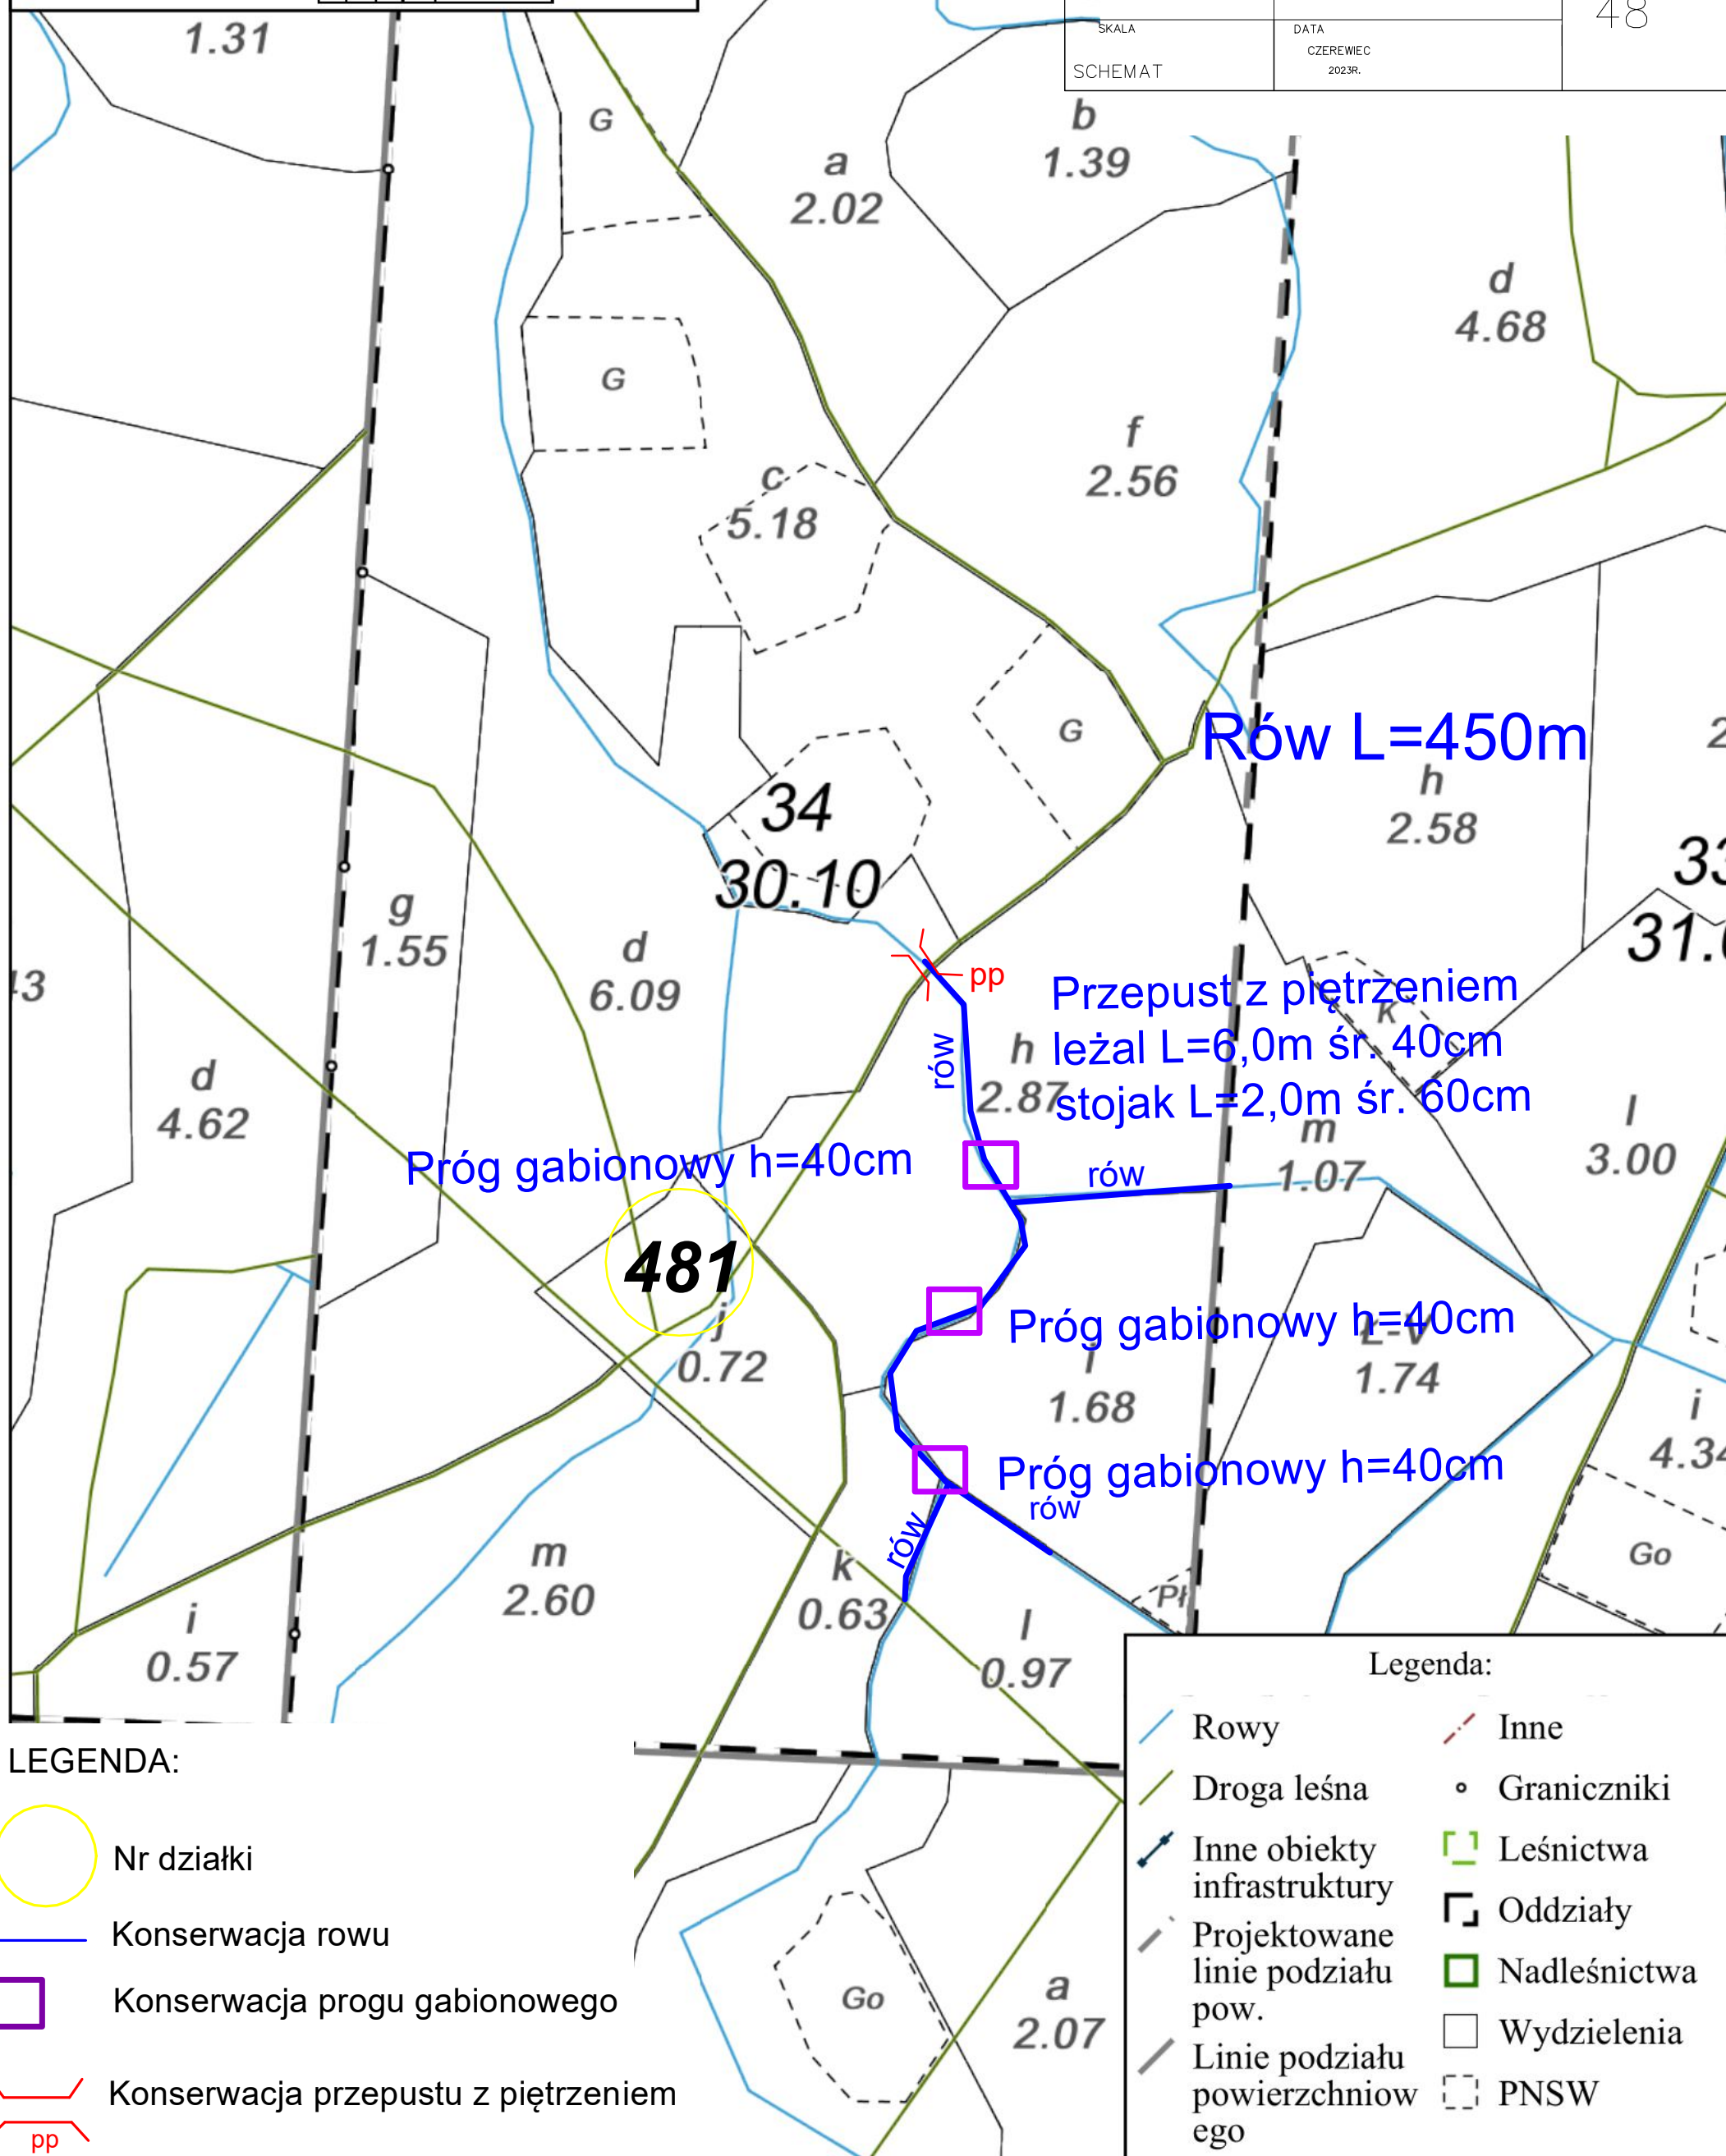 SKALA
SCHEMAT
DATA
CZEREWIEC
2023R.
48
1.31
G
a
2.02
b
1.39
d
4.68
G
f
2.56
c
5.18
G
Rów L=450m
h
2.58
34
30.10
g
1.55
d
6.09
pp
Przepust z piętrzeniem
leżal L=6,0m śr. 40cm
stojak L=2,0m śr. 60cm
K
rów
h
2.87
d
4.62
Próg gabionowy h=40cm
rów
m
1.07
l
3.00
481
j
0.72
Próg gabionowy h=40cm
Ł-V
1.74
i
1.68
i
Próg gabionowy h=40cm
rów
rów
Go
m
2.60
k
0.63
Pł
l
0.97
i
0.57
Go
a
2.07
LEGENDA:
Nr działki
Konserwacja rowu
Konserwacja progu gabionowego
Konserwacja przepustu z piętrzeniem
pp
Legenda:
Rowy
Droga leśna
Inne obiekty
infrastruktury
Projektowane
linie podziału
pow.
Linie podziału
powierzchniow
ego
Inne
Graniczniki
Leśnictwa
Oddziały
Nadleśnictwa
Wydzielenia
PNSW